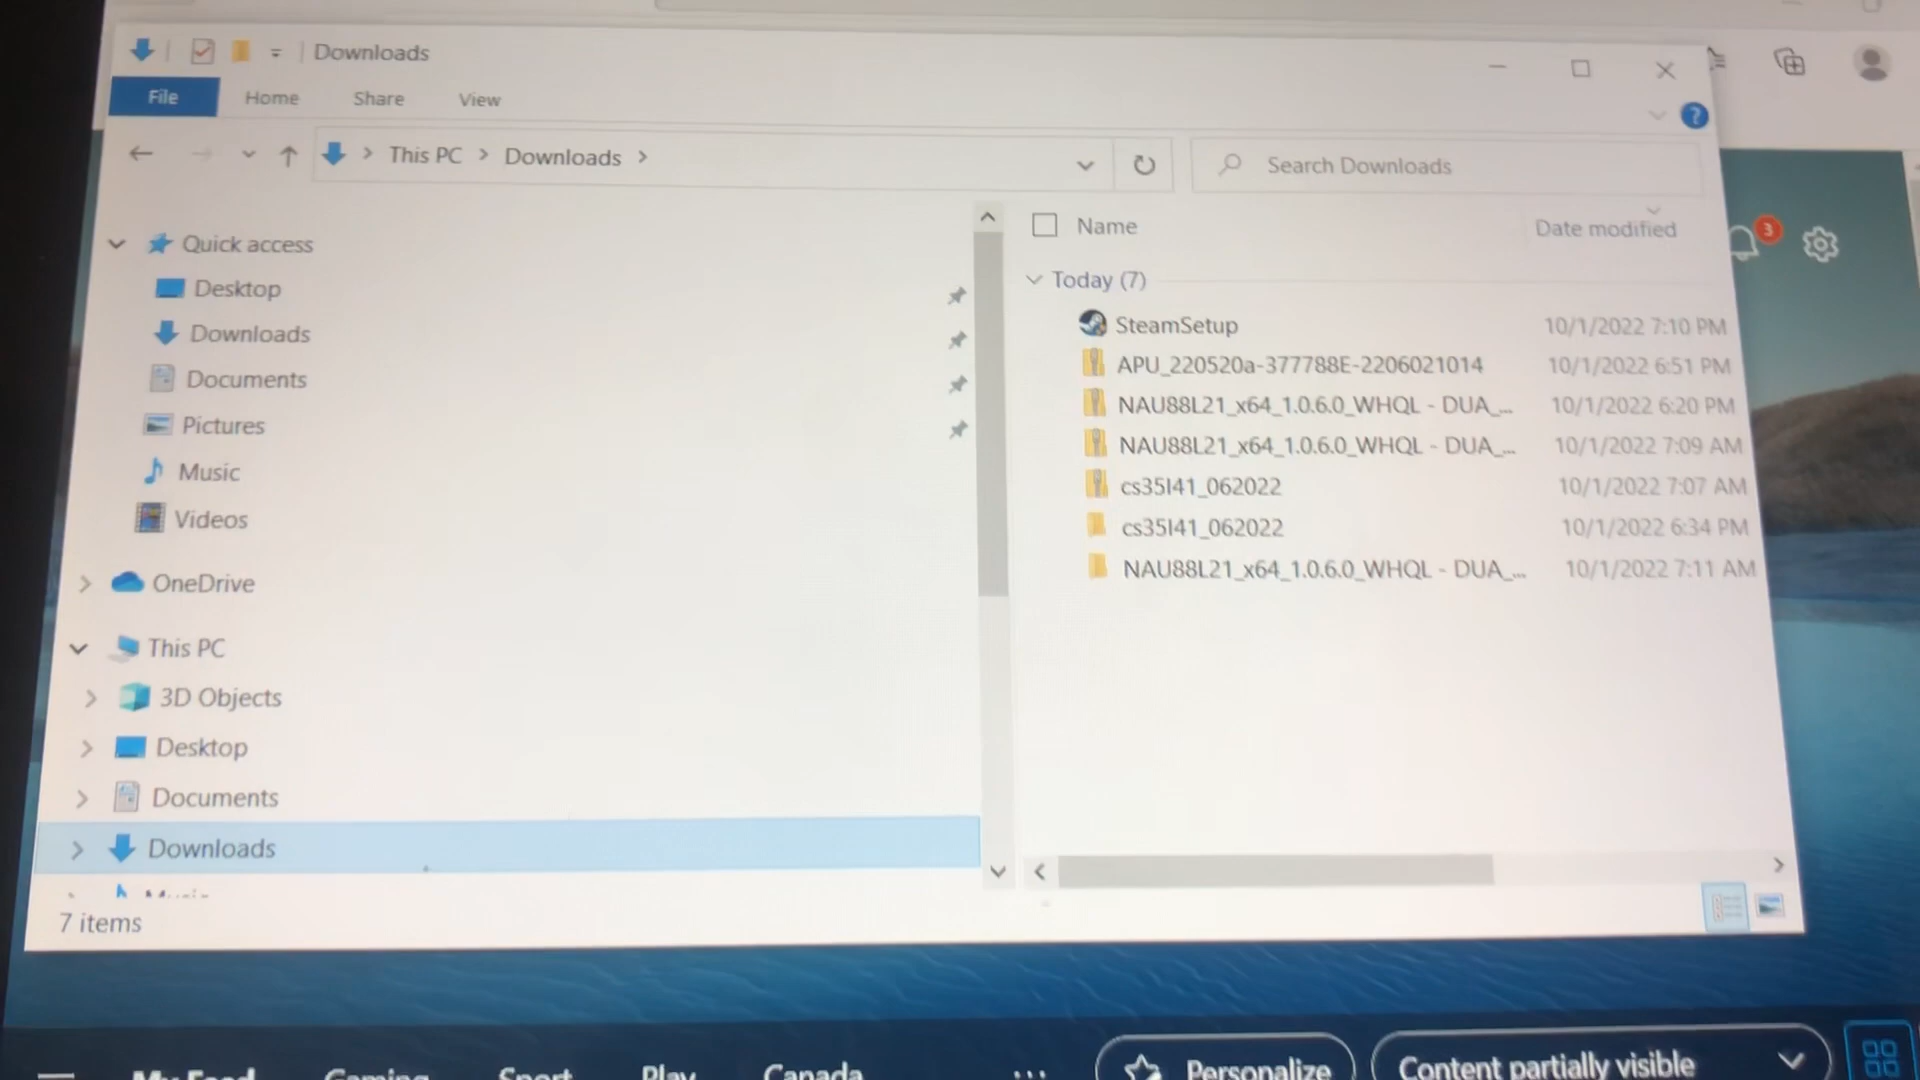 Downloads
File Home Share View
This PC > Downloads >
Search Downloads
Quick access
Desktop
Downloads
Documents
Pictures
Music
Videos
OneDrive
This PC
3D Objects
Desktop
Documents
Downloads
7 items
Name Date modified
Today (7)
SteamSetup 10/1/2022 7:10 PM
APU_220520a-377788E-2206021014 10/1/2022 6:51 PM
NAU88L21_x64_1.0.6.0_WHQL - DUA_... 10/1/2022 6:20 PM
NAU88L21_x64_1.0.6.0_WHQL - DUA_... 10/1/2022 7:09 AM
cs35l41_062022 10/1/2022 7:07 AM
cs35l41_062022 10/1/2022 6:34 PM
NAU88L21_x64_1.0.6.0_WHQL - DUA_... 10/1/2022 7:11 AM
3
My Feed Gaming Sport Play Canada ... Personalize Content partially visible